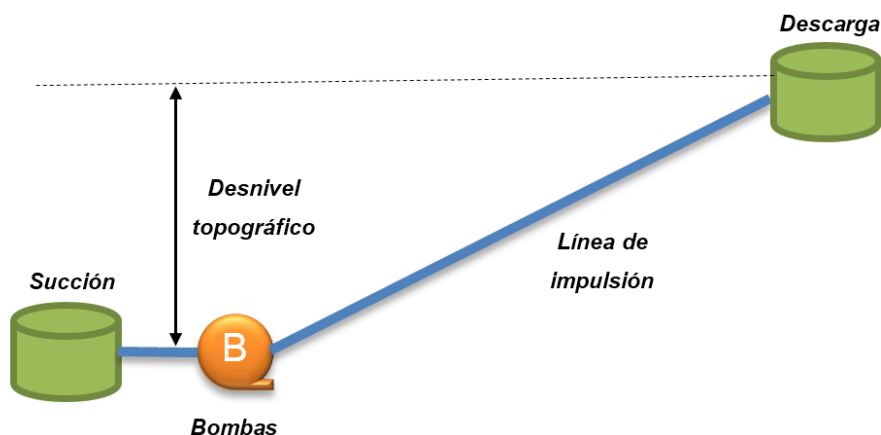 Descarga
Desnivel
topográfico
Línea de
impulsión
Succión
B
Bombas